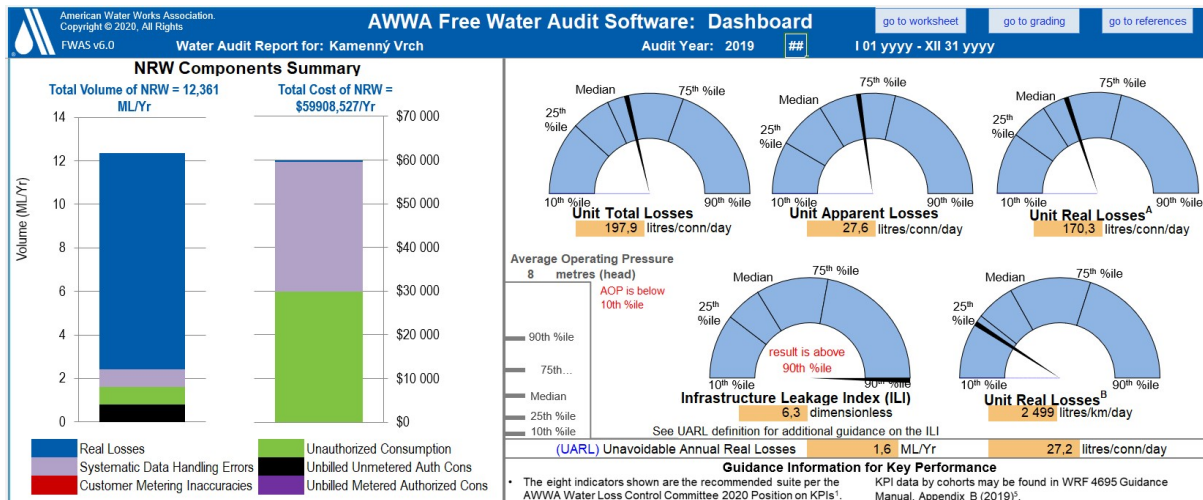 American Water Works Association.
Copyright © 2020, All Rights
FWAS v6.0
AWWA Free Water Audit Software: Dashboard
go to worksheet
go to grading
go to references
Water Audit Report for: Kamenný Vrch
Audit Year: 2019
##
I 01 yyyy - XII 31 yyyy
NRW Components Summary
Total Volume of NRW = 12,361
ML/Yr
Total Cost of NRW =
$59908,527/Yr
Volume (ML/Yr)
14
12
10
8
6
4
2
0
$70 000
$60 000
$50 000
$40 000
$30 000
$20 000
$10 000
$0
Real Losses
Systematic Data Handling Errors
Customer Metering Inaccuracies
Unauthorized Consumption
Unbilled Unmetered Auth Cons
Unbilled Metered Authorized Cons
10th %ile
25th
%ile
Median
75th %ile
90th %ile
Unit Total Losses
197,9 litres/conn/day
10th %ile
25th
%ile
Median
75th %ile
90th %ile
Unit Apparent Losses
27,6 litres/conn/day
10th %ile
25th
%ile
Median
75th %ile
90th %ile
Unit Real LossesA
170,3 litres/conn/day
Average Operating Pressure
8 metres (head)
AOP is below
10th %ile
90th %ile
75th...
Median
25th %ile
10th %ile
10th %ile
25th
%ile
Median
75th %ile
90th %ile
result is above
90th %ile
Infrastructure Leakage Index (ILI)
6,3 dimensionless
See UARL definition for additional guidance on the ILI
10th %ile
25th
%ile
Median
75th %ile
90th %ile
Unit Real LossesB
2 499 litres/km/day
(UARL) Unavoidable Annual Real Losses 1,6 ML/Yr 27,2 litres/conn/day
Guidance Information for Key Performance
• The eight indicators shown are the recommended suite per the
AWWA Water Loss Control Committee 2020 Position on KPIs¹.
KPI data by cohorts may be found in WRF 4695 Guidance
Manual, Appendix B (2019)⁵.